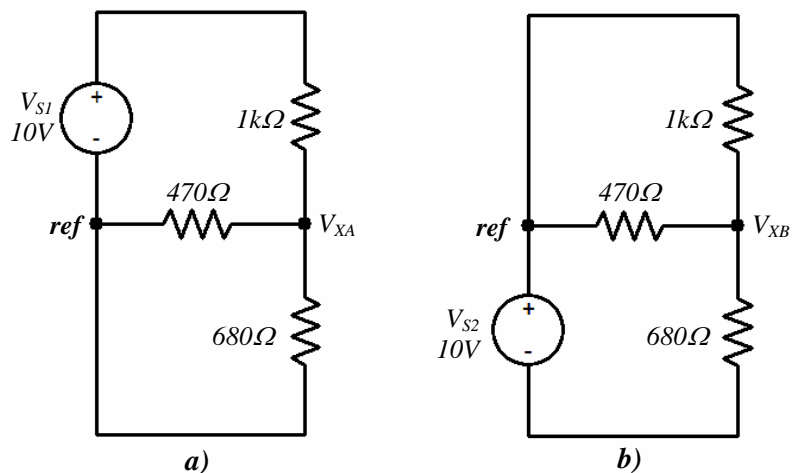 +
V_S1
10V
-
1kΩ
470Ω
ref
V_XA
680Ω
a)
1kΩ
470Ω
ref
V_XB
+
V_S2
10V
-
680Ω
b)